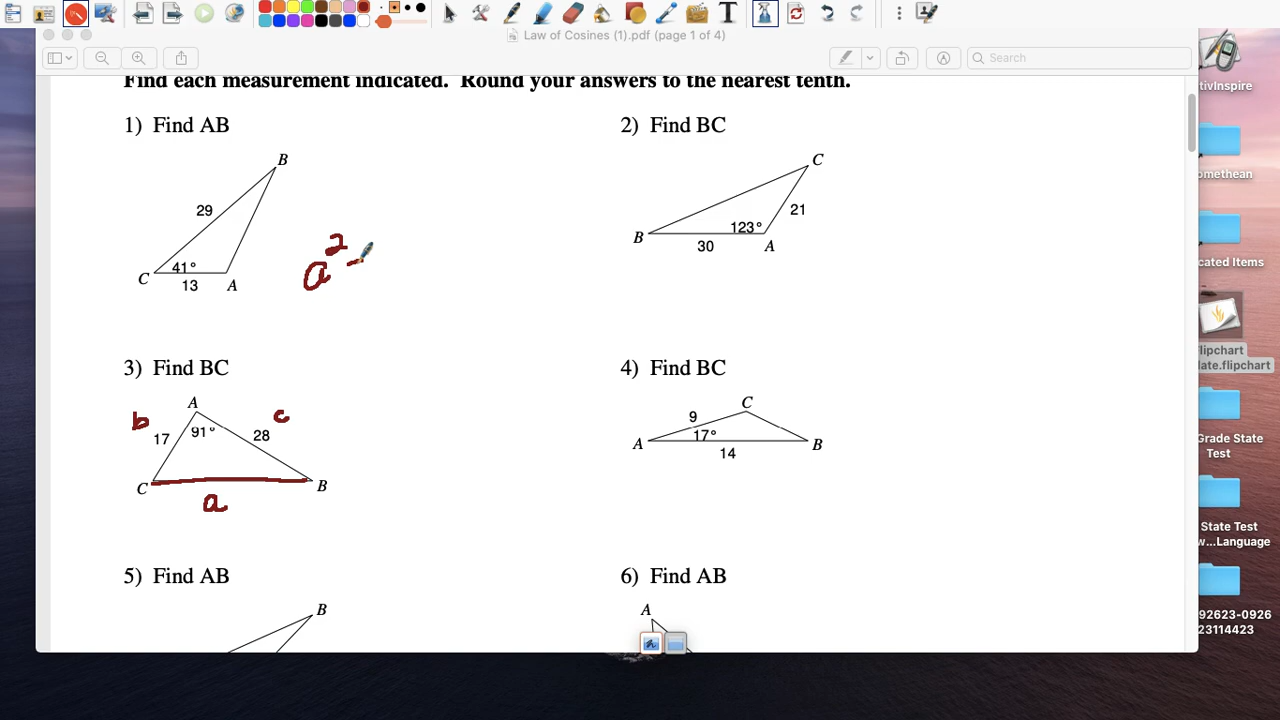 Law of Cosines (1).pdf (page 1 of 4)
Search
Find each measurement indicated. Round your answers to the nearest tenth.
1) Find AB
B
29
41°
C
13
A
a² -
2) Find BC
C
21
123°
B
30
A
3) Find BC
A
b
c
17
91°
28
C
B
a
4) Find BC
C
9
17°
A
B
14
5) Find AB
B
6) Find AB
A
tivInspire
omethean
cated Items
flipchart
late.flipchart
Grade State
Test
State Test
w...Language
92623-0926
23114423
T